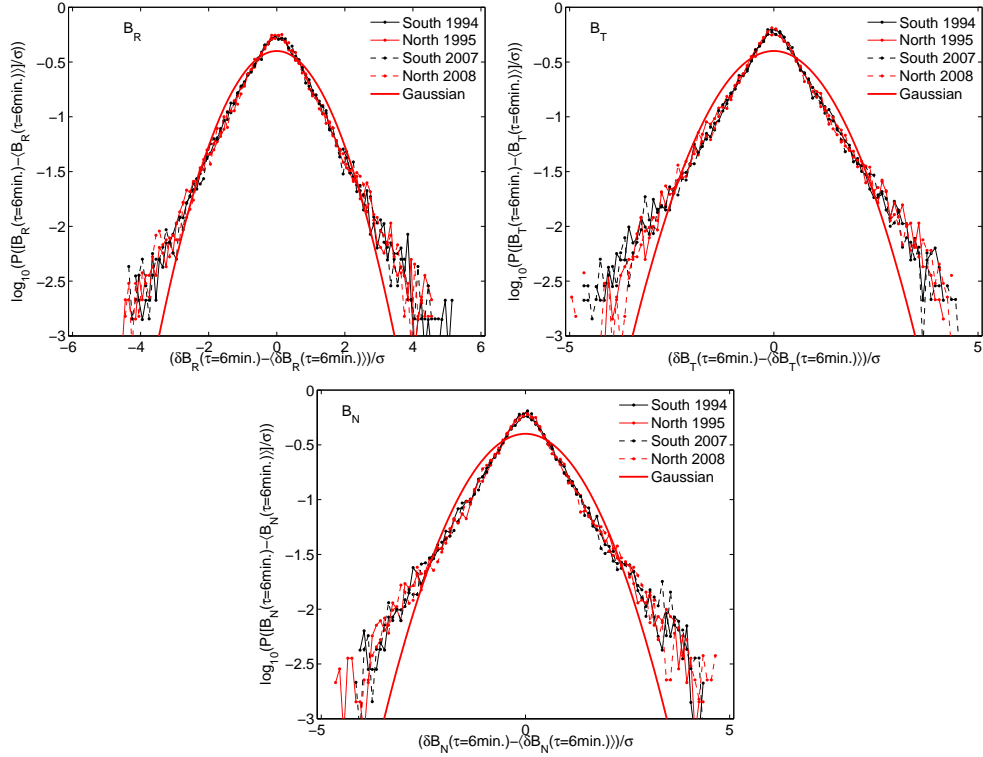 B_R
South 1994
North 1995
South 2007
North 2008
Gaussian
log_10(P([B_R(τ=6min.)−⟨B_R(τ=6min.)⟩]/σ))
−0.5
−1
−1.5
−2
−2.5
−3
−6 −4 −2 0 2 4 6
(δB_R(τ=6min.)−⟨δB_R(τ=6min.)⟩)/σ
B_T
South 1994
North 1995
South 2007
North 2008
Gaussian
log_10(P([B_T(τ=6min.)−⟨B_T(τ=6min.)⟩]/σ))
0
−0.5
−1
−1.5
−2
−2.5
−3
−5 0 5
(δB_T(τ=6min.)−⟨δB_T(τ=6min.)⟩)/σ
B_N
South 1994
North 1995
South 2007
North 2008
Gaussian
log_10(P([B_N(τ=6min.)−⟨B_N(τ=6min.)⟩]/σ))
0
−0.5
−1
−1.5
−2
−2.5
−3
−5 0 5
(δB_N(τ=6min.)−⟨δB_N(τ=6min.)⟩)/σ